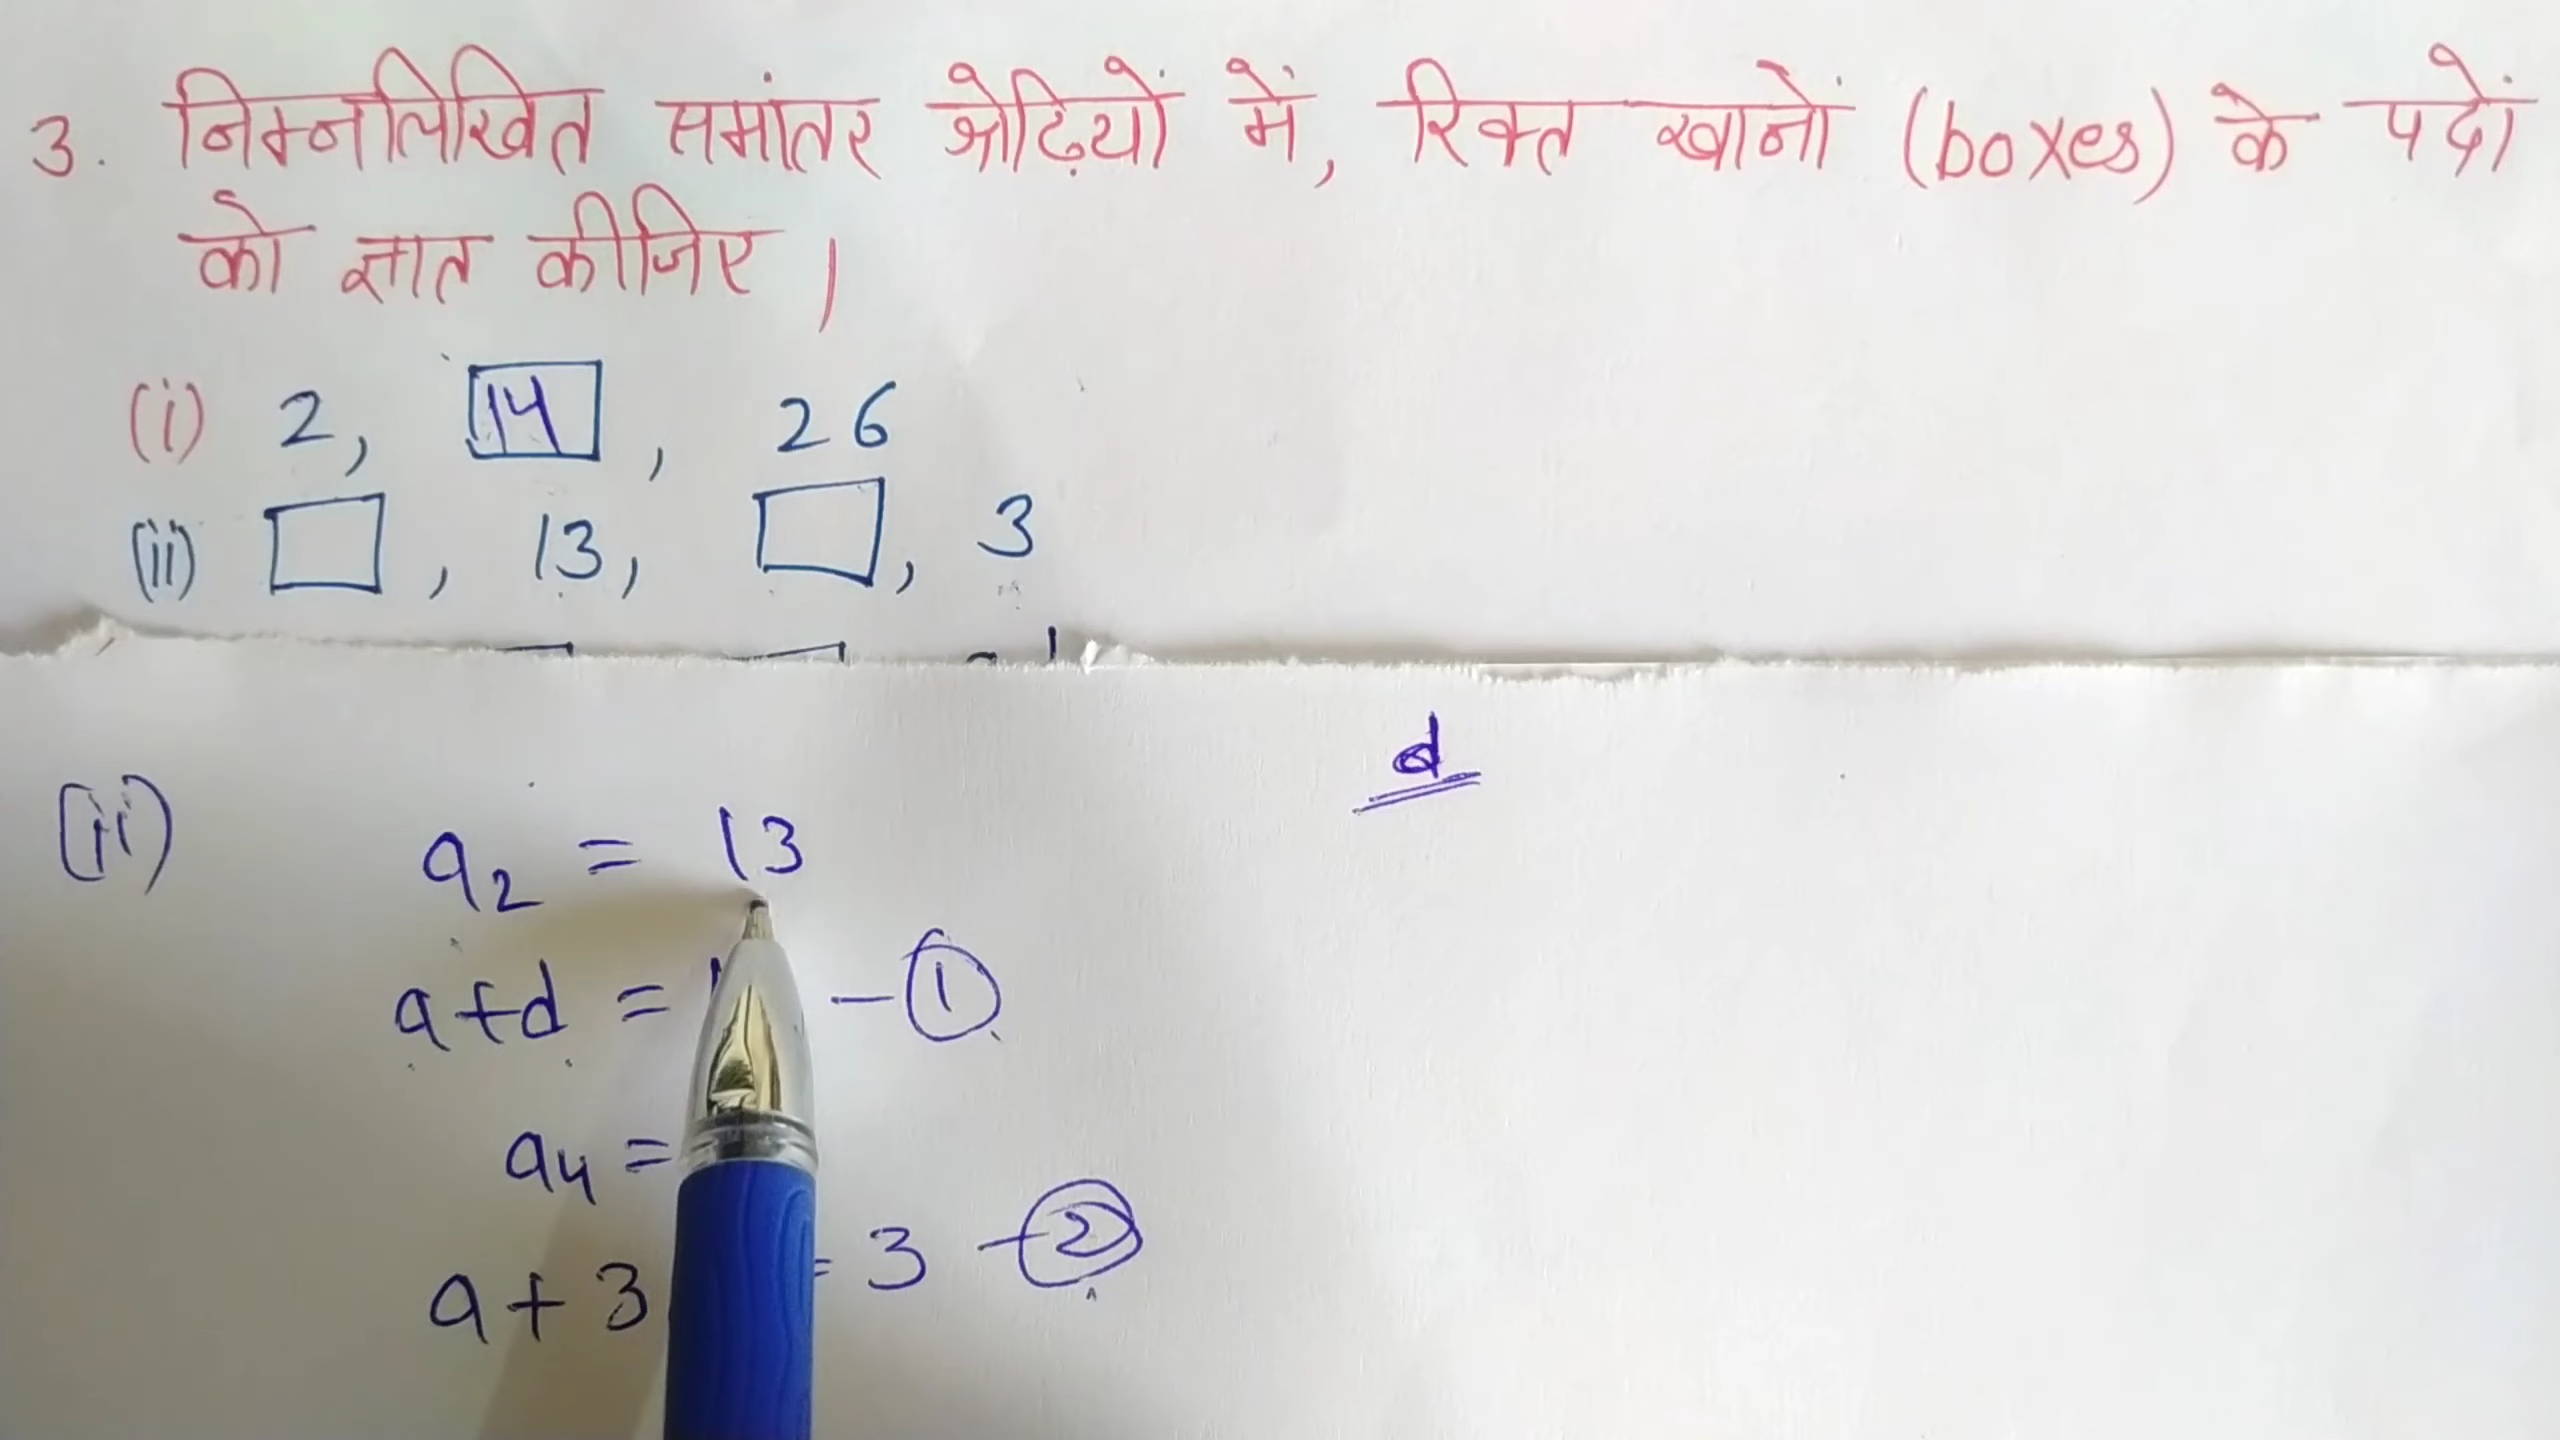 3. निम्नलिखित समांतर श्रेढ़ियों में, रिक्त खानों (boxes) के पदों
को ज्ञात कीजिए।
(i) 2, 14, 26
(ii) , 13, , 3
d
(ii) a2 = 13
a+d = - 1
a4 =
a+3 = 3 - 2